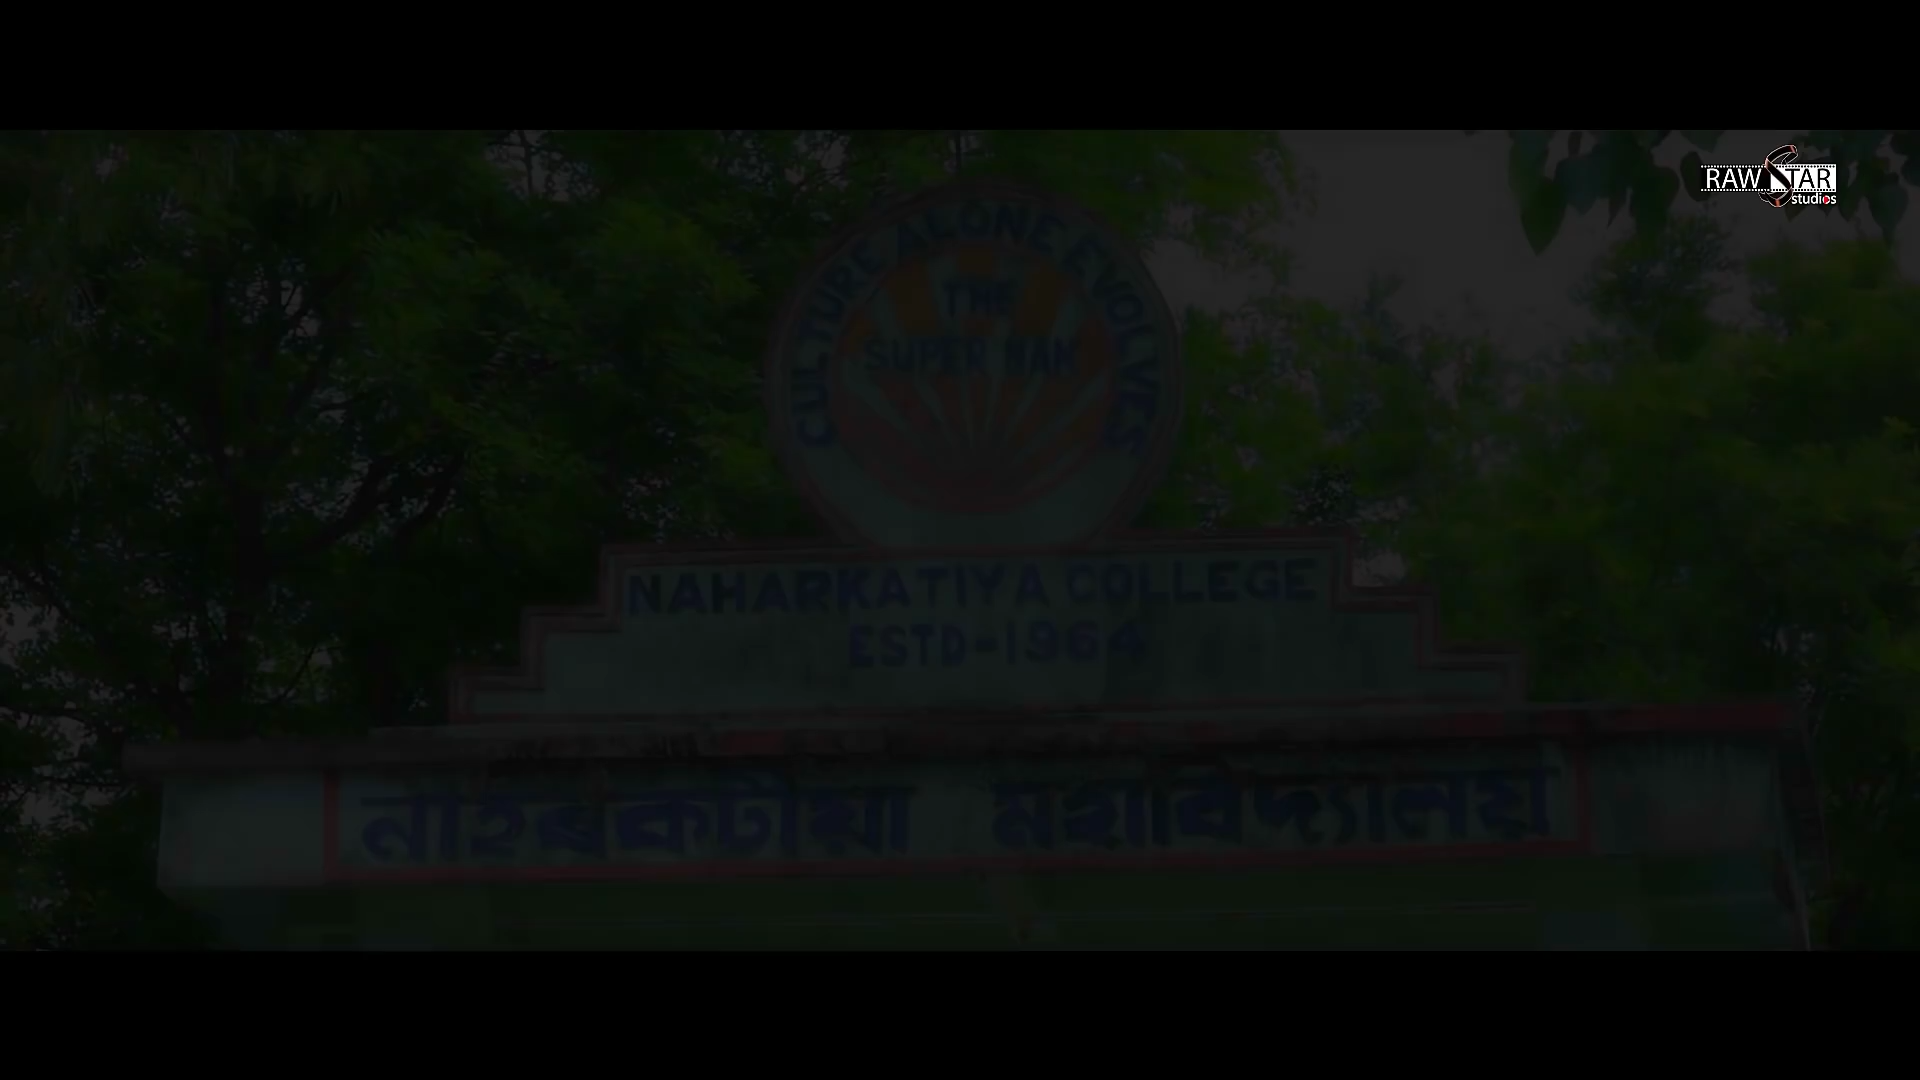 RAW STAR
studios
CULTURE ALONE EVOLVES
THE
SUPER MAN
NAHARKATIYA COLLEGE
ESTD-1964
নাহৰকটীয়া মহাবিদ্যালয়